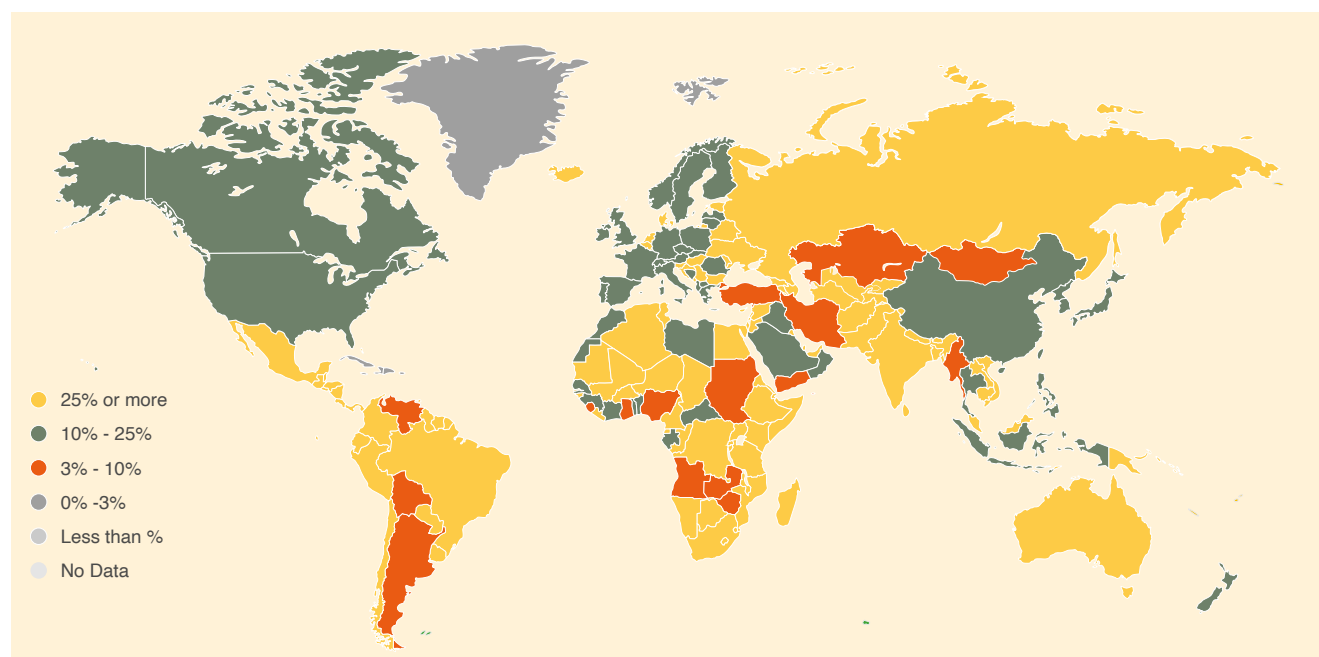 25% or more
10% - 25%
3% - 10%
0% -3%
Less than %
No Data